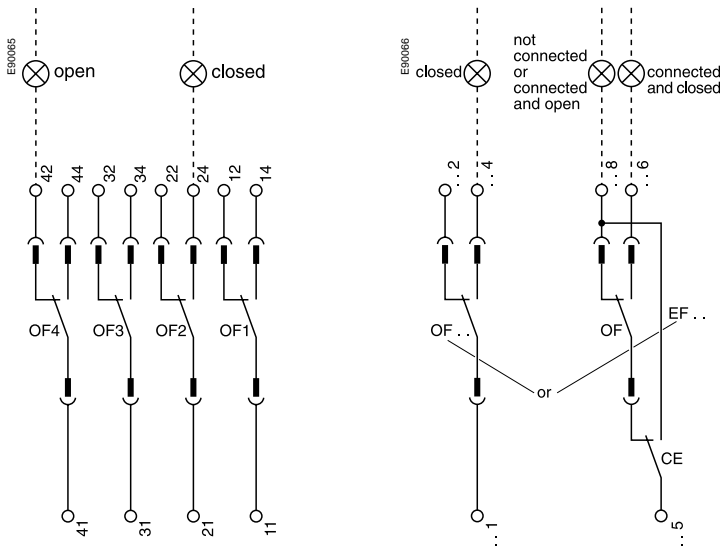 E90065
open
closed
42
44
32
34
22
24
12
14
OF4
OF3
OF2
OF1
41
31
21
11
E90066
closed
not
connected
or
connected
and open
connected
and closed
. . 2
. . 4
. . 8
. . 6
OF . .
OF
EF . .
or
CE
. . 1
. . 5